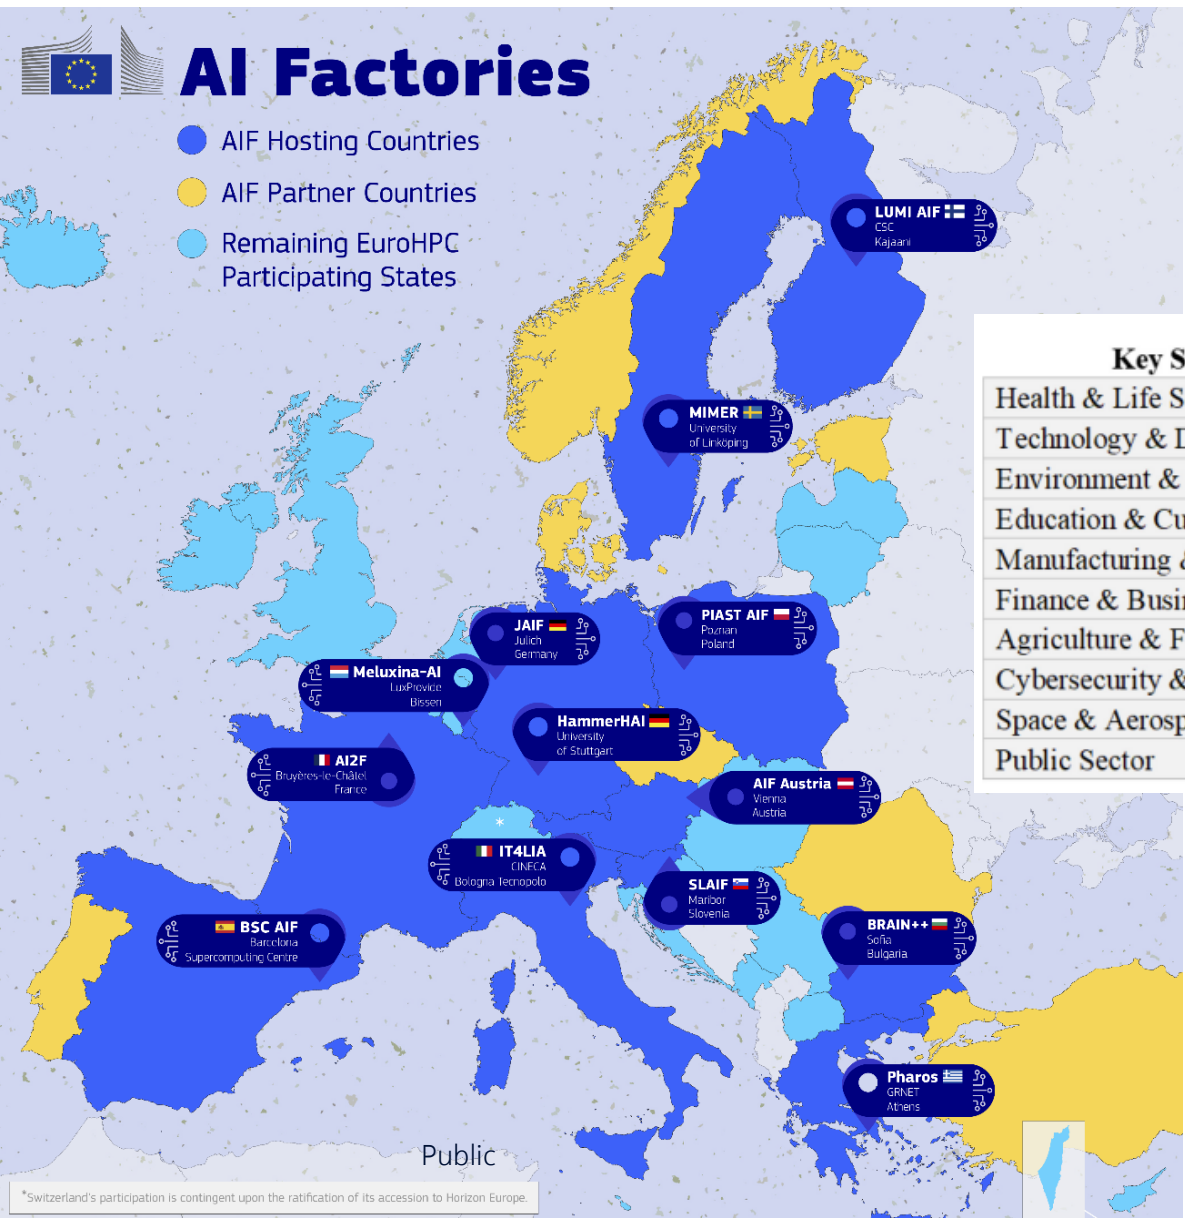 AI Factories
AIF Hosting Countries
AIF Partner Countries
Remaining EuroHPC
Participating States
LUMI AIF
CSC
Kajaani
MIMER
University
of Linköping
Key S
Health & Life S
Technology & D
Environment &
Education & Cu
Manufacturing &
Finance & Busi
Agriculture & F
Cybersecurity &
Space & Aerosp
Public Sector
JAIF
Julich
Germany
PIAST AIF
Poznan
Poland
Meluxina-AI
LuxProvide
Bissen
HammerHAI
University
of Stuttgart
AI2F
Bruyères-le-Châtel
France
AIF Austria
Vienna
Austria
IT4LIA
CINECA
Bologna Tecnopolo
SLAIF
Maribor
Slovenia
BSC AIF
Barcelona
Supercomputing Centre
BRAIN++
Sofia
Bulgaria
Pharos
GRNET
Athens
Public
*Switzerland's participation is contingent upon the ratification of its accession to Horizon Europe.